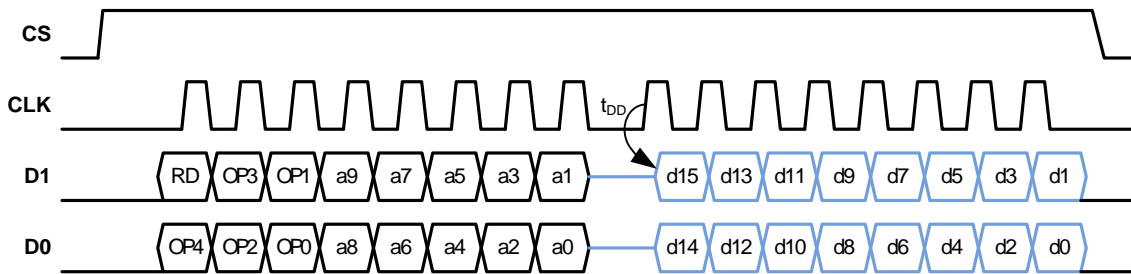 CS
CLK
t_DD
D1 RD OP3 OP1 a9 a7 a5 a3 a1 d15 d13 d11 d9 d7 d5 d3 d1
D0 OP4 OP2 OP0 a8 a6 a4 a2 a0 d14 d12 d10 d8 d6 d4 d2 d0